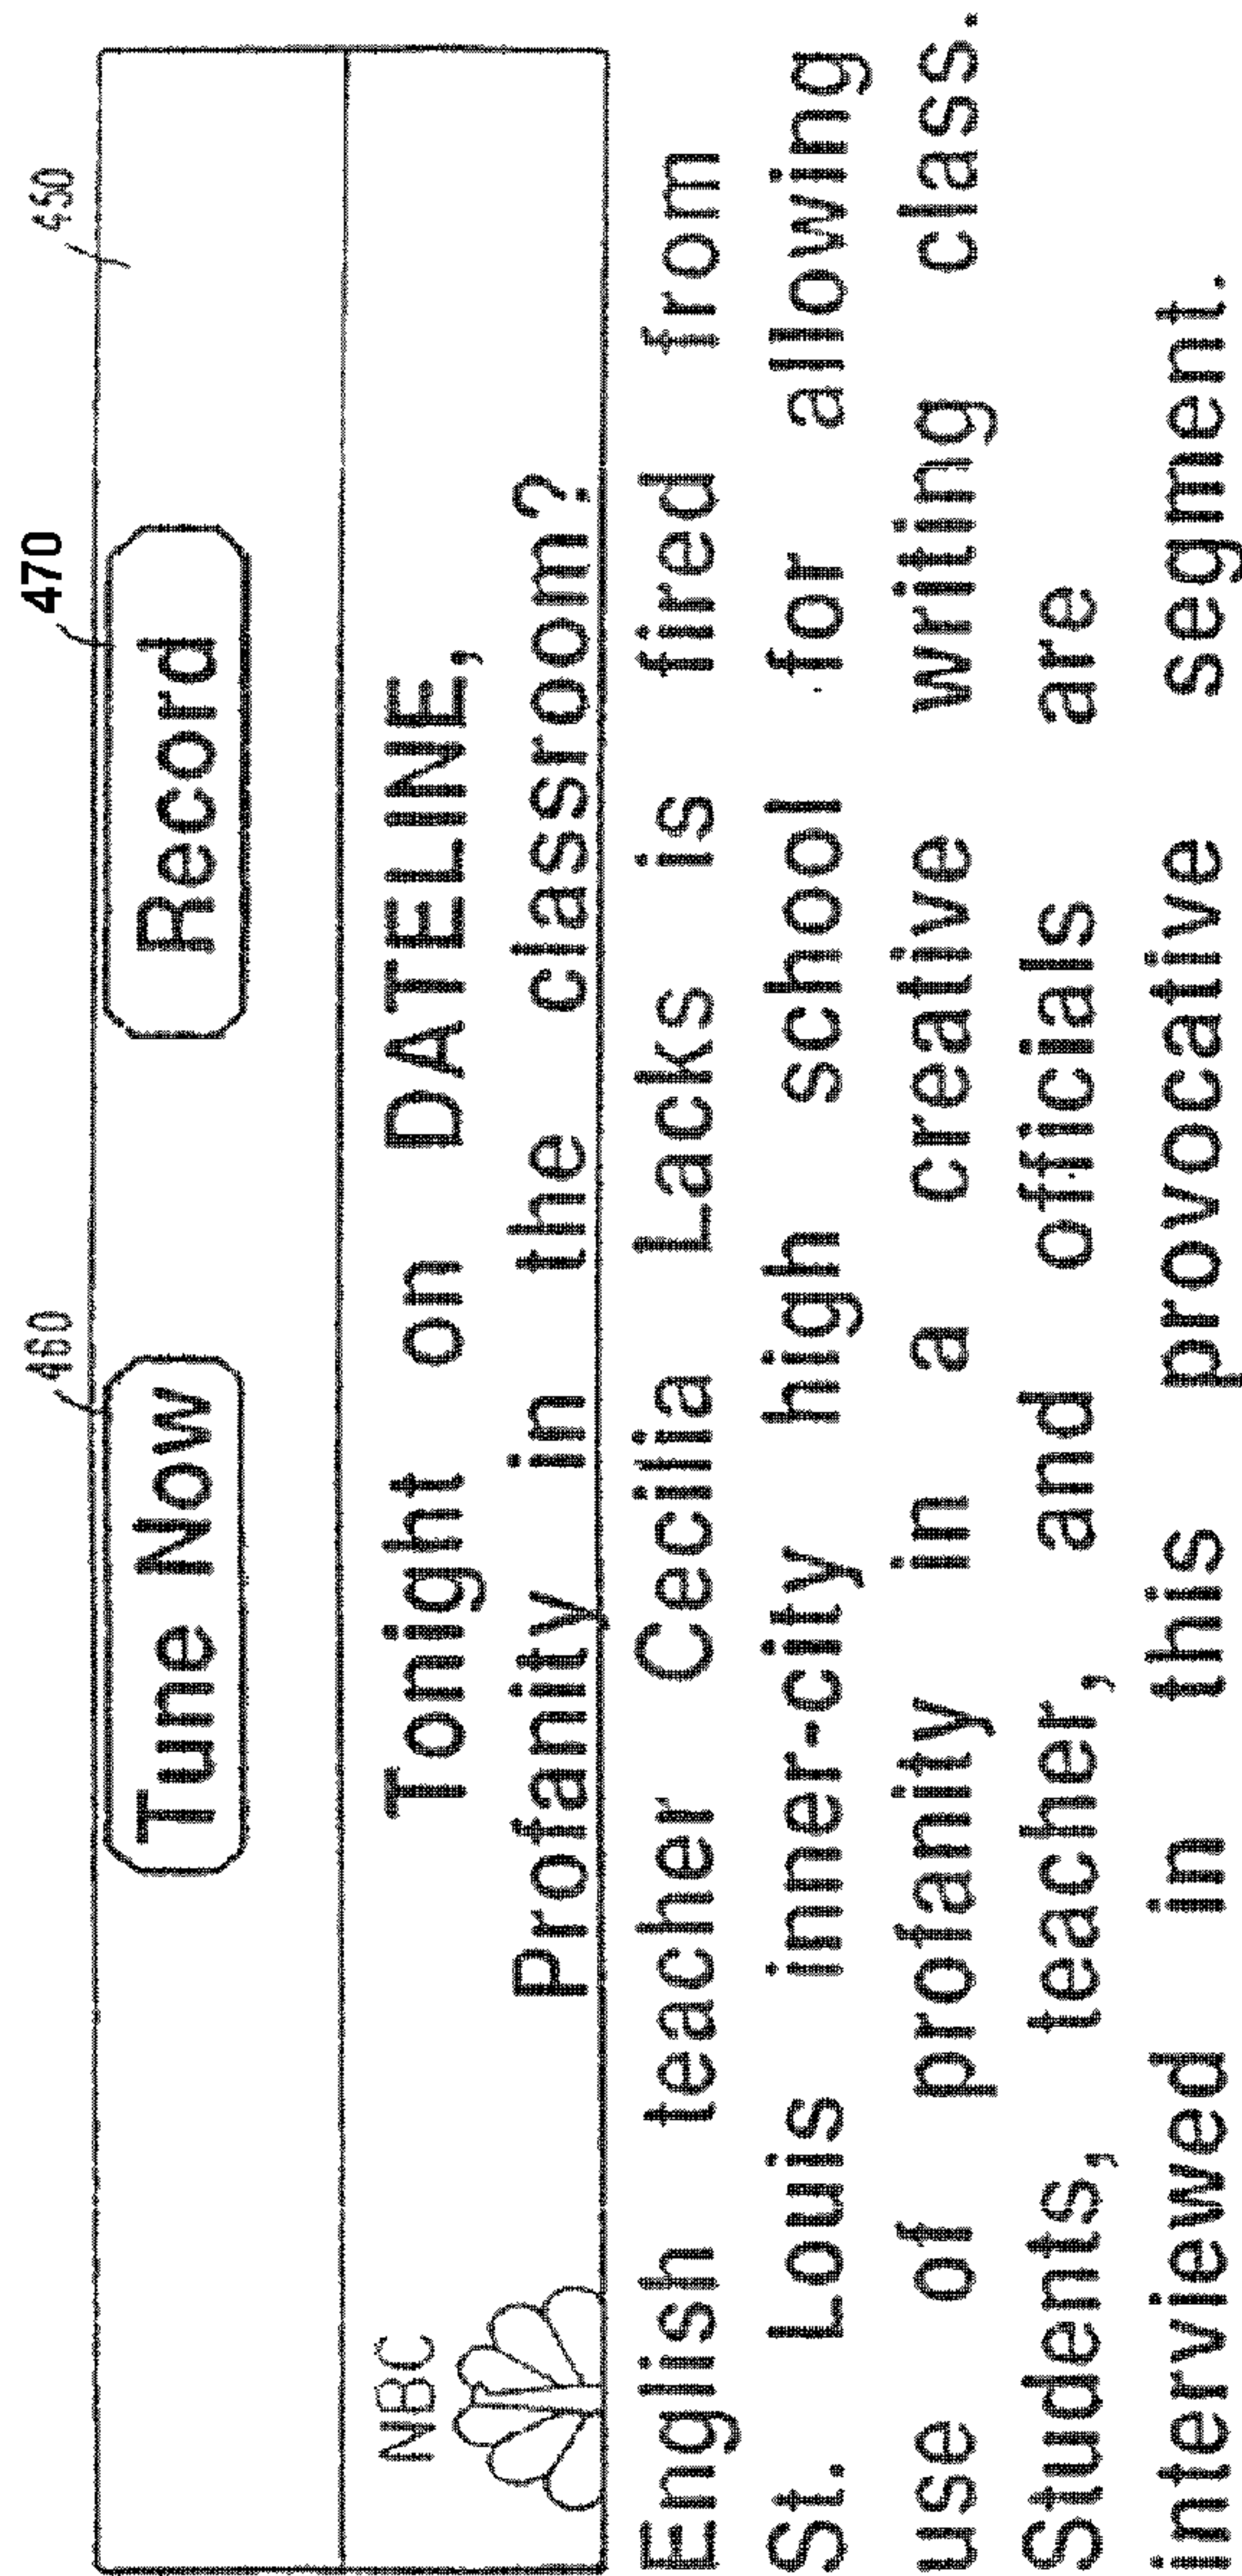 450
460
470
Tune Now Record
NBC
Tonight on DATELINE,
Profanity in the classroom?
English teacher Cecilia Lacks is fired from
St. Louis inner-city high school for allowing
use of profanity in a creative writing class.
Students, teacher, and officials are
interviewed in this provocative segment.